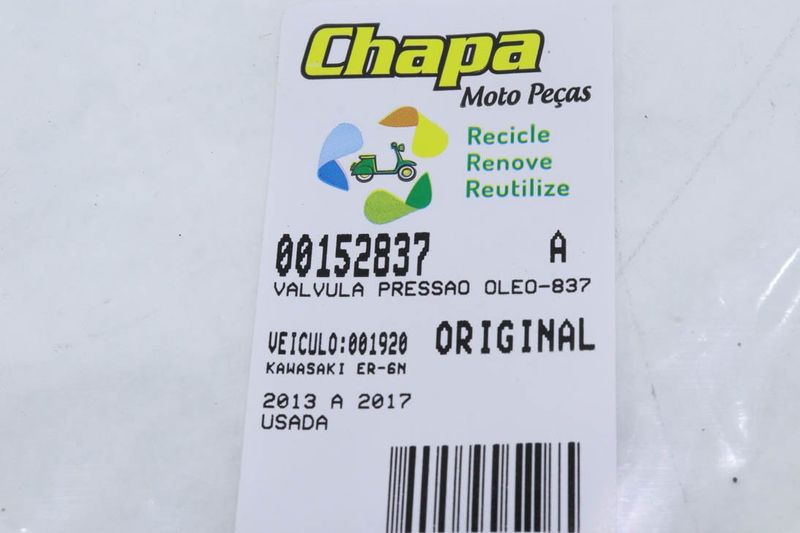 Chapa
Moto Peças
Recicle
Renove
Reutilize
00152837 A
VALVULA PRESSAO OLEO-837
VEICULO:001920 ORIGINAL
KAWASAKI ER-6N
2013 A 2017
USADA